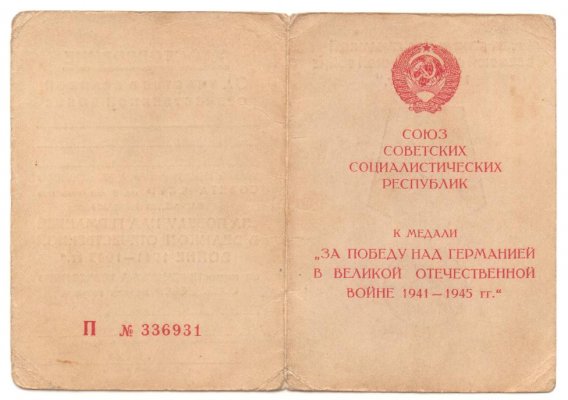 П № 336931
СОЮЗ
СОВЕТСКИХ
СОЦИАЛИСТИЧЕСКИХ
РЕСПУБЛИК
К МЕДАЛИ
„ЗА ПОБЕДУ НАД ГЕРМАНИЕЙ
В ВЕЛИКОЙ ОТЕЧЕСТВЕННОЙ
ВОЙНЕ 1941—1945 гг.“